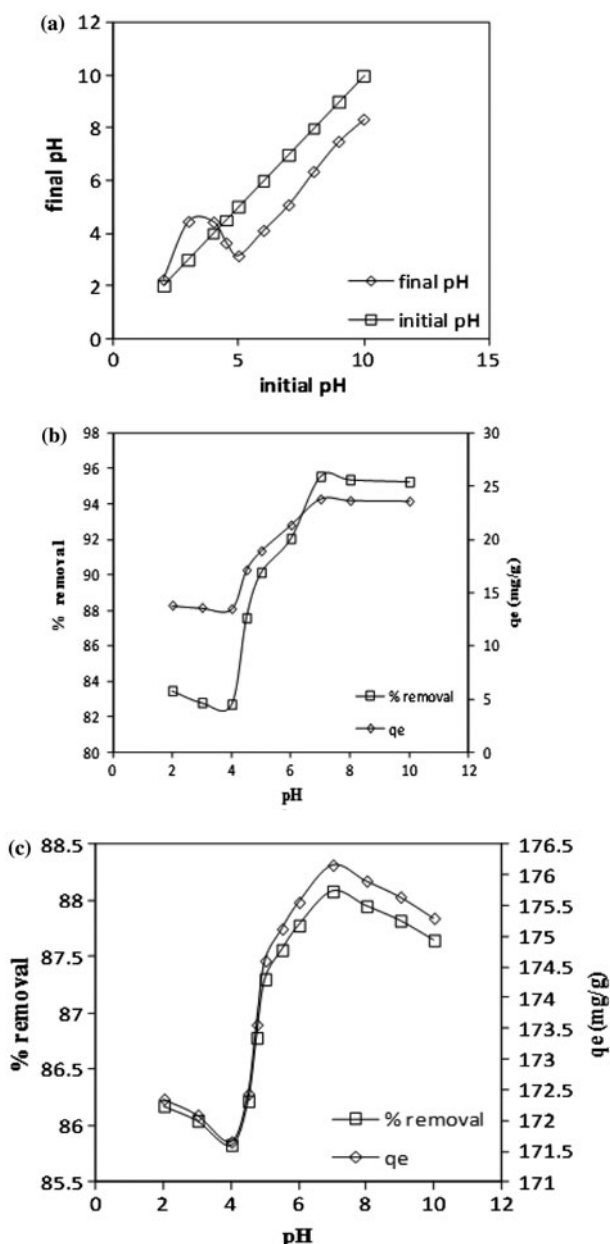 (a)
12
10
8
6
4
2
0
final pH
final pH
initial pH
0 5 10 15
initial pH
(b)
98
96
94
92
90
88
86
84
82
80
% removal
30
25
20
15
10
5
0
qe (mg/g)
% removal
qe
0 2 4 6 8 10 12
pH
(c)
88.5
88
87.5
87
86.5
86
85.5
% removal
176.5
176
175.5
175
174.5
174
173.5
173
172.5
172
171.5
171
qe (mg/g)
% removal
qe
0 2 4 6 8 10 12
pH